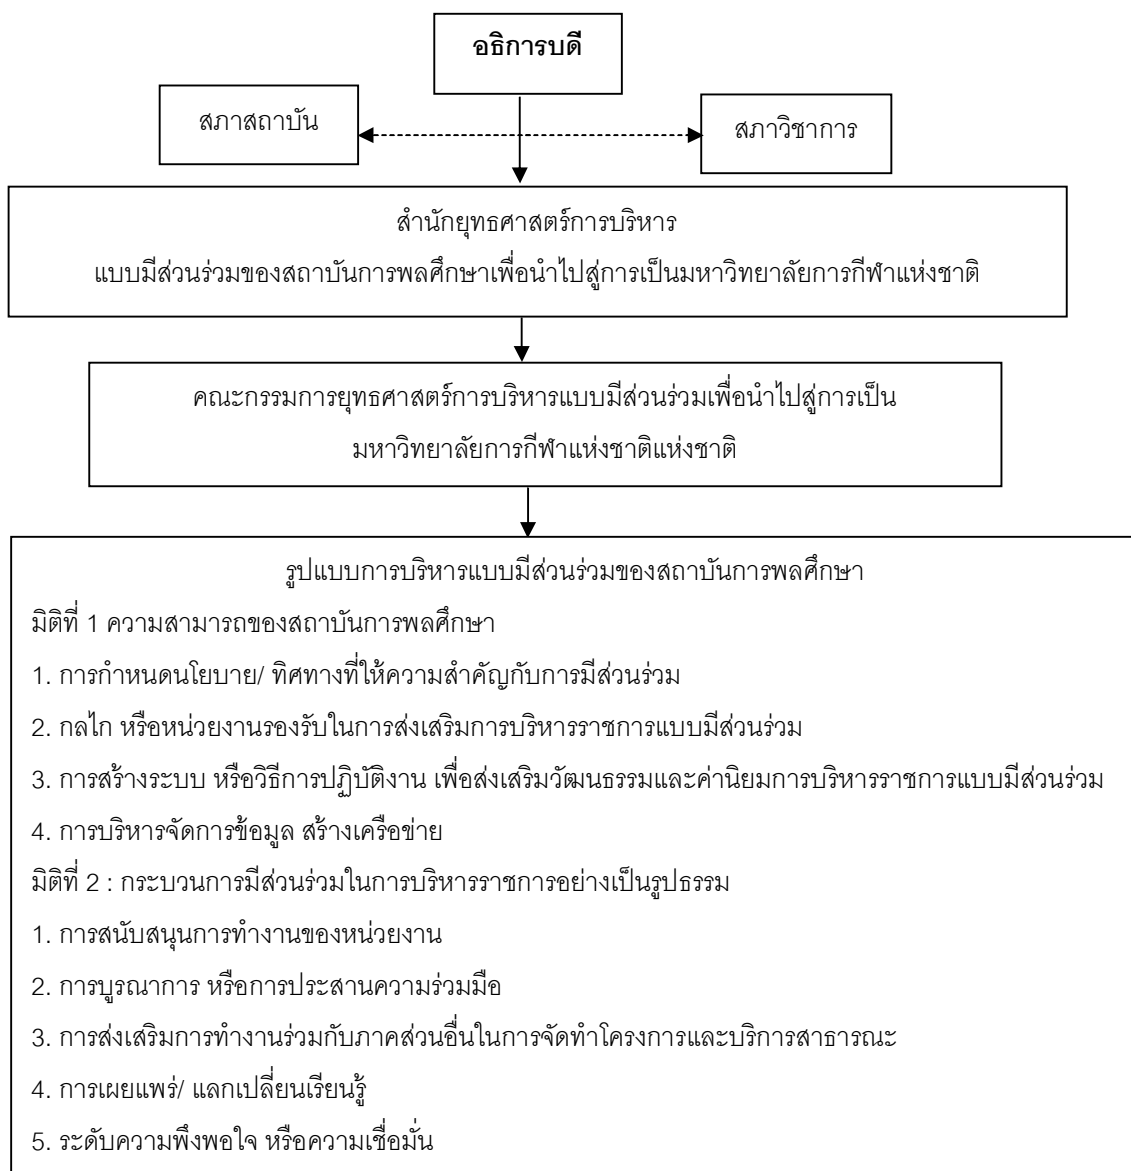 อธิการบดี
สภาสถาบัน
สภาวิชาการ
สำนักยุทธศาสตร์การบริหาร
แบบมีส่วนร่วมของสถาบันการพลศึกษาเพื่อนำไปสู่การเป็นมหาวิทยาลัยการกีฬาแห่งชาติ
คณะกรรมการยุทธศาสตร์การบริหารแบบมีส่วนร่วมเพื่อนำไปสู่การเป็น
มหาวิทยาลัยการกีฬาแห่งชาติแห่งชาติ
รูปแบบการบริหารแบบมีส่วนร่วมของสถาบันการพลศึกษา
มิติที่ 1 ความสามารถของสถาบันการพลศึกษา
1. การกำหนดนโยบาย/ ทิศทางที่ให้ความสำคัญกับการมีส่วนร่วม
2. กลไก หรือหน่วยงานรองรับในการส่งเสริมการบริหารราชการแบบมีส่วนร่วม
3. การสร้างระบบ หรือวิธีการปฏิบัติงาน เพื่อส่งเสริมวัฒนธรรมและค่านิยมการบริหารราชการแบบมีส่วนร่วม
4. การบริหารจัดการข้อมูล สร้างเครือข่าย
มิติที่ 2 : กระบวนการมีส่วนร่วมในการบริหารราชการอย่างเป็นรูปธรรม
1. การสนับสนุนการทำงานของหน่วยงาน
2. การบูรณาการ หรือการประสานความร่วมมือ
3. การส่งเสริมการทำงานร่วมกับภาคส่วนอื่นในการจัดทำโครงการและบริการสาธารณะ
4. การเผยแพร่/ แลกเปลี่ยนเรียนรู้
5. ระดับความพึงพอใจ หรือความเชื่อมั่น